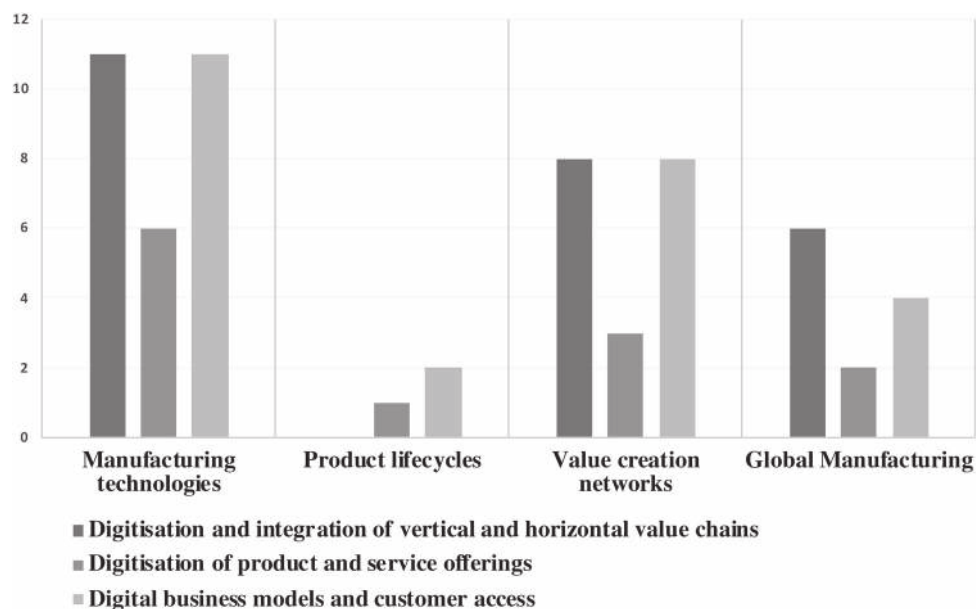 12
10
8
6
4
2
0
Manufacturing
technologies
Product lifecycles
Value creation
networks
Global Manufacturing
Digitisation and integration of vertical and horizontal value chains
Digitisation of product and service offerings
Digital business models and customer access